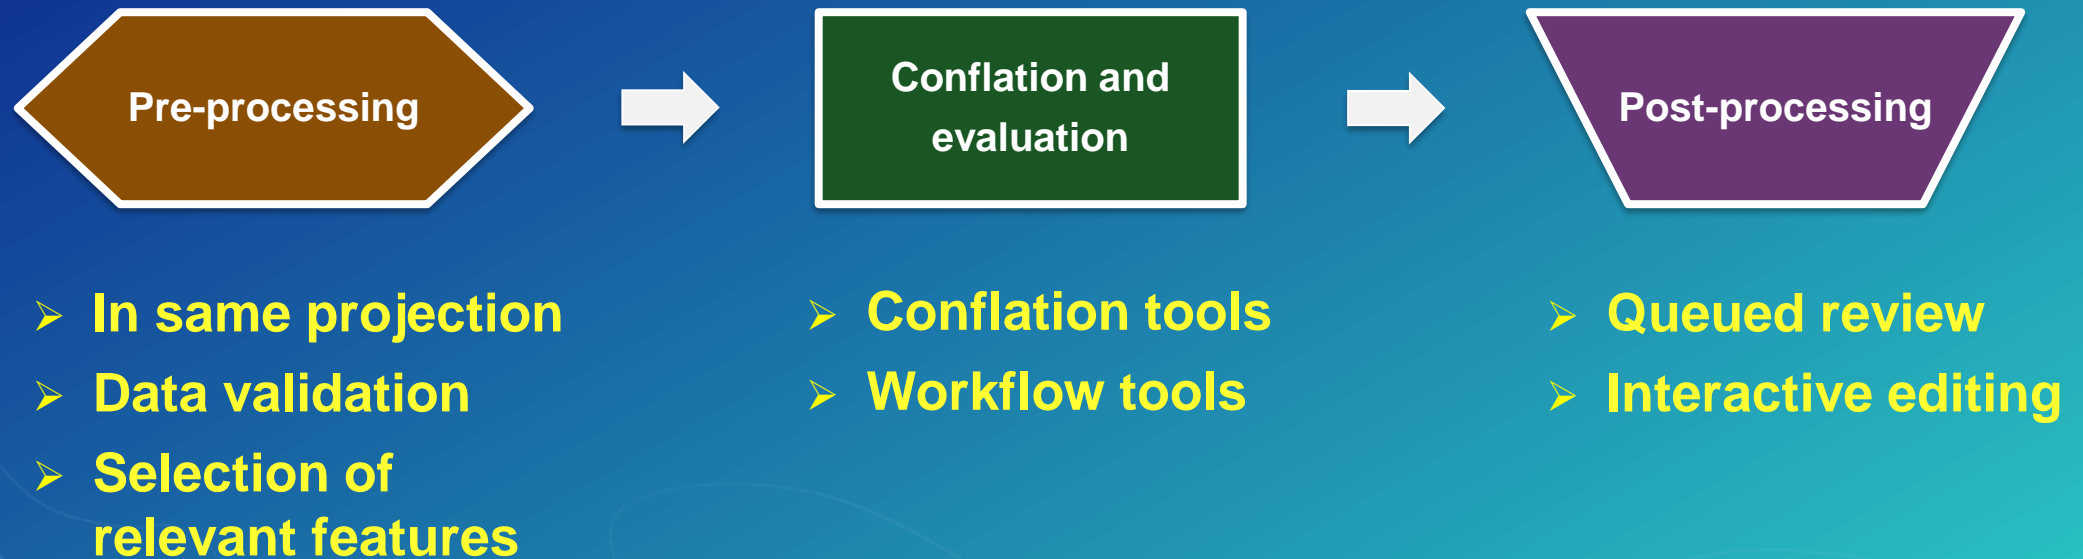 Pre-processing
Conflation and
evaluation
Post-processing
➢ In same projection
➢ Data validation
➢ Selection of
relevant features
➢ Conflation tools
➢ Workflow tools
➢ Queued review
➢ Interactive editing